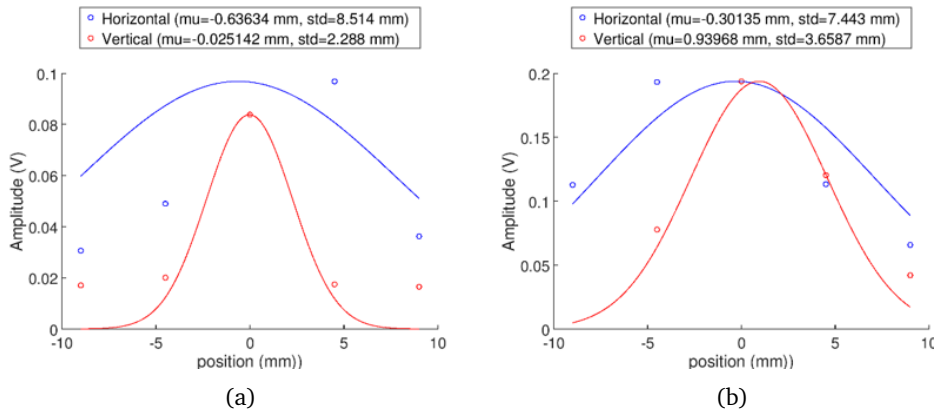 Horizontal (mu=-0.63634 mm, std=8.514 mm)
Vertical (mu=-0.025142 mm, std=2.288 mm)
0.1
0.08
0.06
0.04
0.02
0
Amplitude (V)
-10
-5
0
5
10
position (mm))
(a)
Horizontal (mu=-0.30135 mm, std=7.443 mm)
Vertical (mu=0.93968 mm, std=3.6587 mm)
0.2
0.15
0.1
0.05
0
Amplitude (V)
-10
-5
0
5
10
position (mm))
(b)